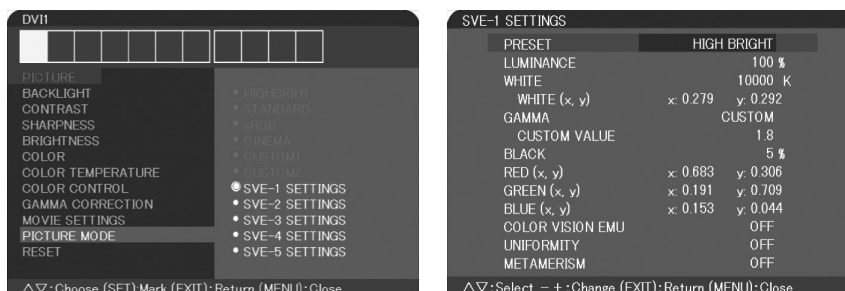 DVI1
PICTURE
BACKLIGHT
CONTRAST
SHARPNESS
BRIGHTNESS
COLOR
COLOR TEMPERATURE
COLOR CONTROL
GAMMA CORRECTION
MOVIE SETTINGS
PICTURE MODE
RESET
• HIGHBRIHT
• STANDARD
• sRGB
• CINEMA
• CUSTOM1
• CUSTOM2
SVE-1 SETTINGS
• SVE-2 SETTINGS
• SVE-3 SETTINGS
• SVE-4 SETTINGS
• SVE-5 SETTINGS
△▽:Choose (SET):Mark (EXIT):Return (MENU):Close
SVE-1 SETTINGS
PRESET HIGH BRIGHT
LUMINANCE 100 %
WHITE 10000 K
WHITE (x, y) x: 0.279 y: 0.292
GAMMA CUSTOM
CUSTOM VALUE 1.8
BLACK 5 %
RED (x, y) x: 0.683 y: 0.306
GREEN (x, y) x: 0.191 y: 0.709
BLUE (x, y) x: 0.153 y: 0.044
COLOR VISION EMU OFF
UNIFORMITY OFF
METAMERISM OFF
△▽:Select −+:Change (EXIT):Return (MENU):Close